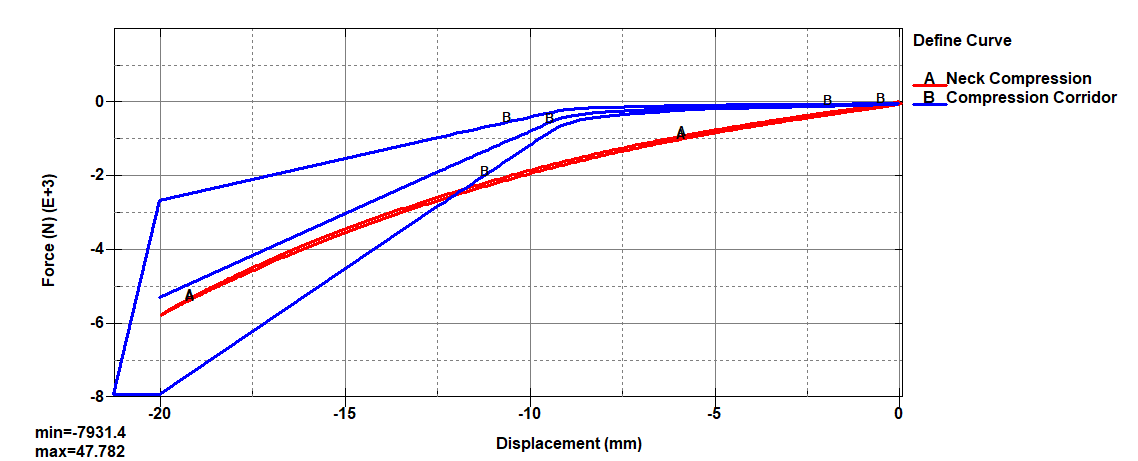 Define Curve
A Neck Compression
B Compression Corridor
Force (N) (E+3)
0
-2
-4
-6
-8
B
B
B
B
B
A
A
-20
-15
-10
-5
0
Displacement (mm)
min=-7931.4
max=47.782